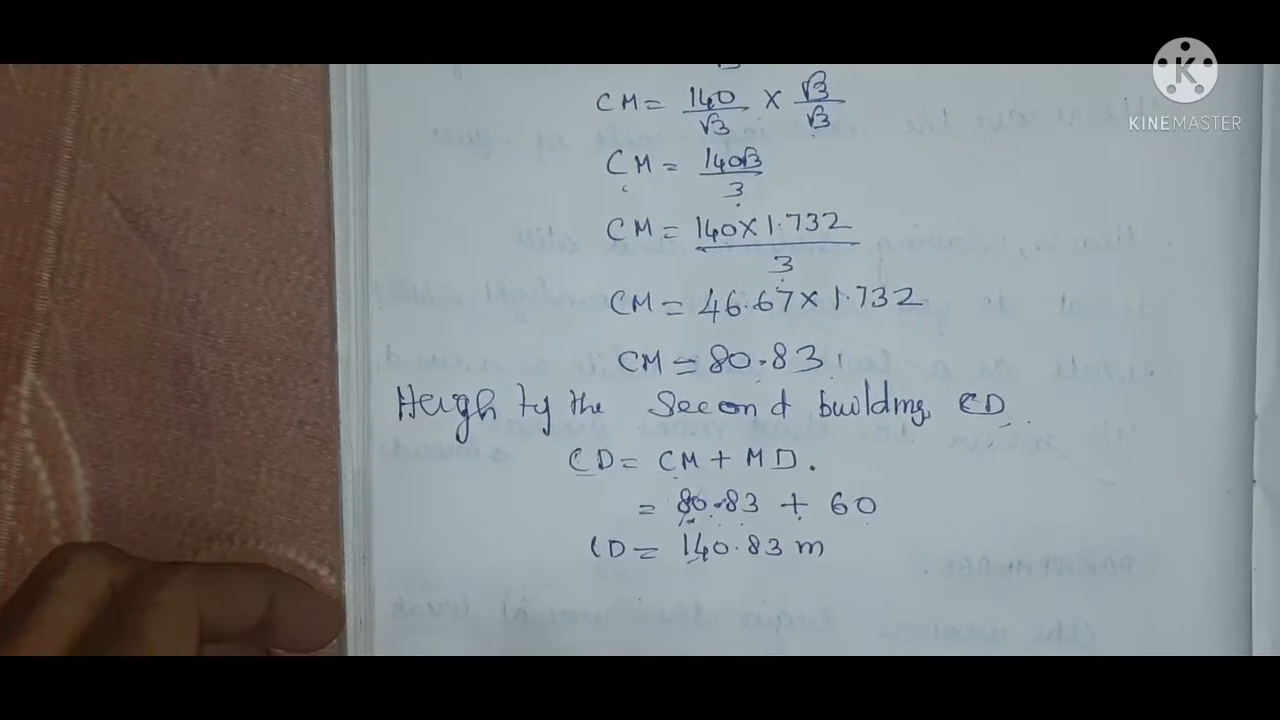 KINEMASTER
CM = 140/√3 × √3/√3
CM = 140√3/3
CM = 140×1.732/3
CM = 46.67×1.732
CM = 80.83
Heigh ty the Second building CD.
CD = CM + MD.
= 80.83 + 60
CD = 140.83 m